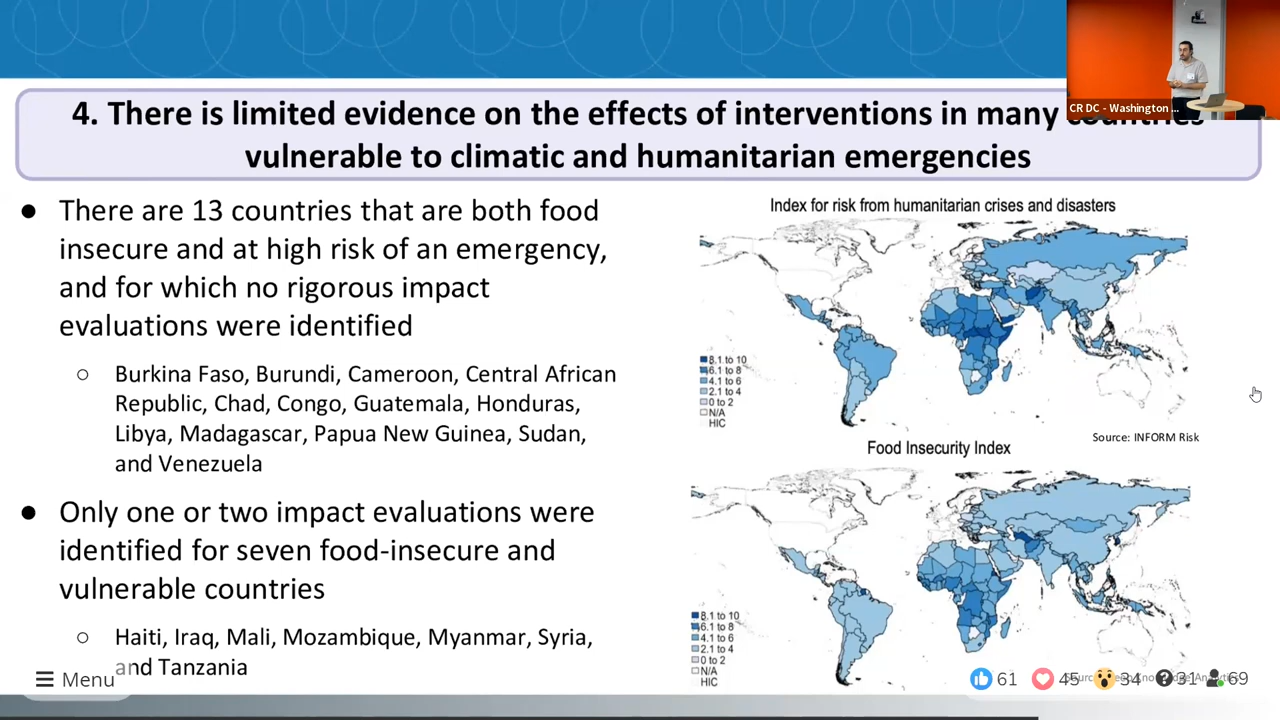 CR DC - Washington ...
4. There is limited evidence on the effects of interventions in many countries
vulnerable to climatic and humanitarian emergencies
● There are 13 countries that are both food
insecure and at high risk of an emergency,
and for which no rigorous impact
evaluations were identified
○ Burkina Faso, Burundi, Cameroon, Central African
Republic, Chad, Congo, Guatemala, Honduras,
Libya, Madagascar, Papua New Guinea, Sudan,
and Venezuela
● Only one or two impact evaluations were
identified for seven food-insecure and
vulnerable countries
○ Haiti, Iraq, Mali, Mozambique, Myanmar, Syria,
and Tanzania
Index for risk from humanitarian crises and disasters
8.1 to 10
6.1 to 8
4.1 to 6
2.1 to 4
0 to 2
N/A
HIC
Source: INFORM Risk
Food Insecurity Index
8.1 to 10
6.1 to 8
4.1 to 6
2.1 to 4
0 to 2
N/A
HIC
Menu
61
45
34
31
69